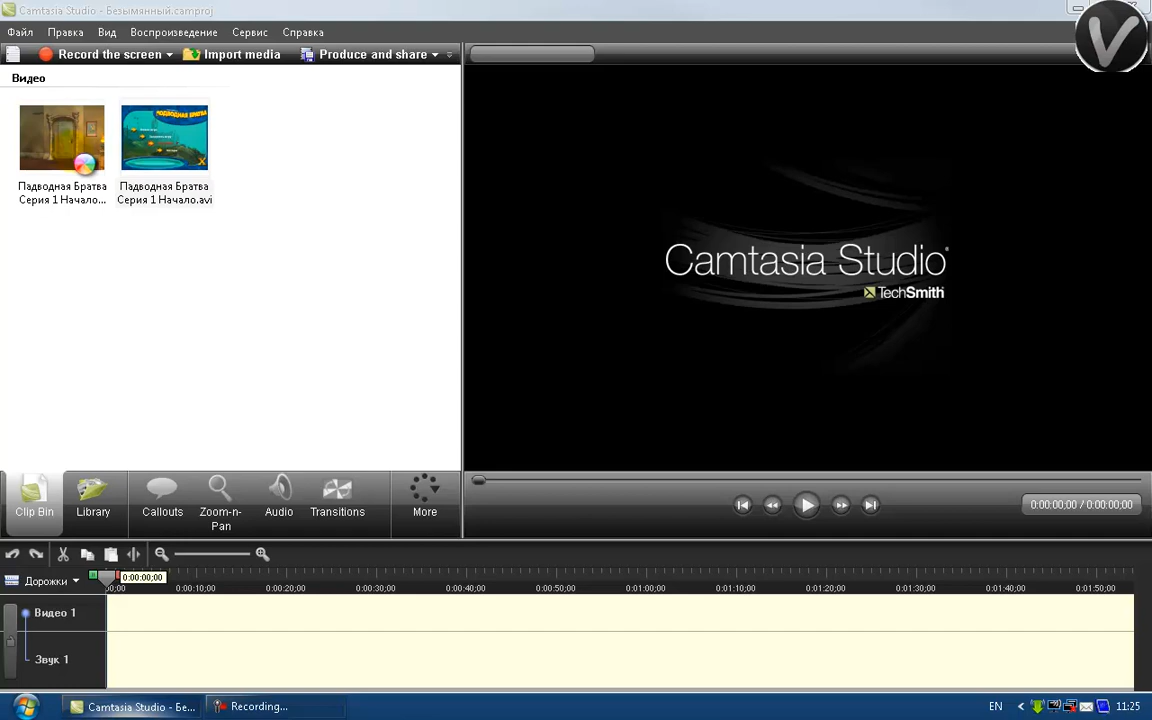 Camtasia Studio - Безымянный.camproj
Файл Правка Вид Воспроизведение Сервис Справка
Record the screen Import media Produce and share
Видео
Падводная Братва
Серия 1 Начало...
Падводная Братва
Серия 1 Начало.avi
Camtasia Studio
TechSmith
Clip Bin Library Callouts Zoom-n-Pan Audio Transitions More
0:00:00;00 / 0:00:00;00
Дорожки
0:00:00;00
00;00 0:00:10;00 0:00:20;00 0:00:30;00 0:00:40;00 0:00:50;00 0:01:00;00 0:01:10;00 0:01:20;00 0:01:30;00 0:01:40;00 0:01:50;00
Видео 1
Звук 1
Camtasia Studio - Бе... Recording... EN 11:25